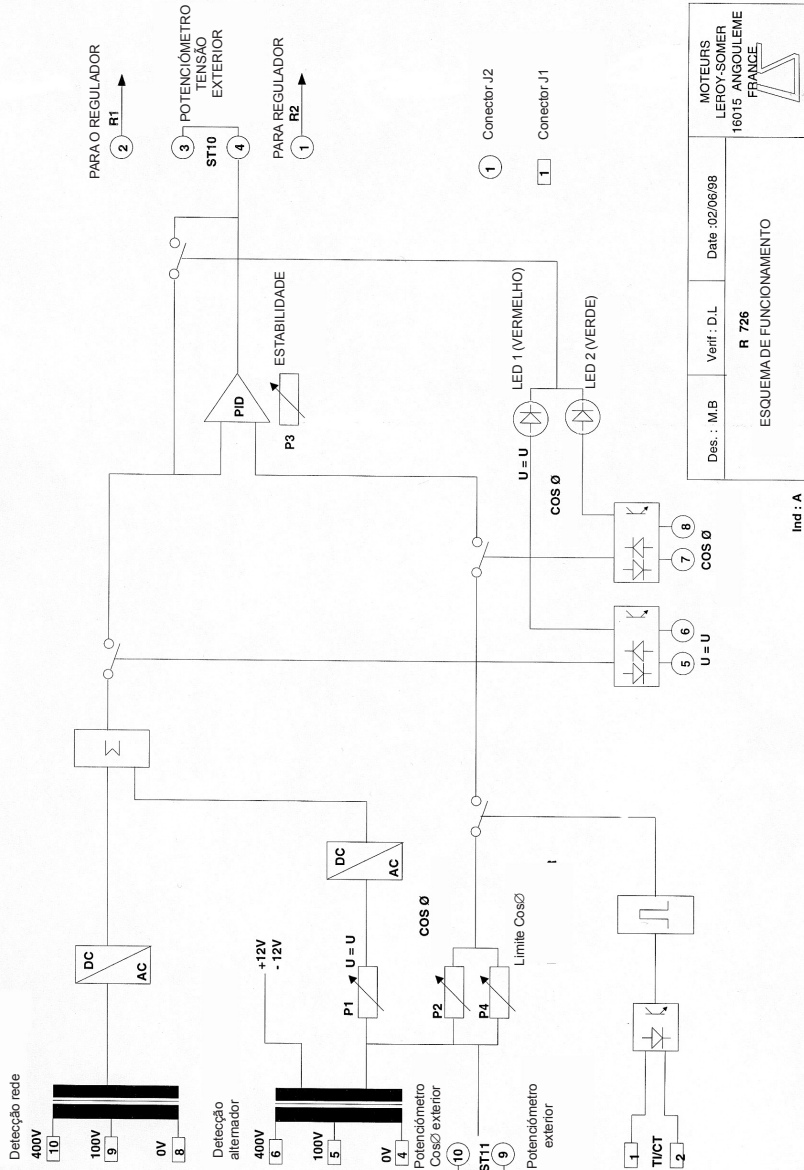 Detecção rede
400V
10
100V
9
0V
8
DC
AC
Σ
Detecção
alternador
400V
6
100V
5
0V
4
+12V
- 12V
P1
U = U
DC
AC
COS Ø
P2
P4
Limite CosØ
Potenciómetro
CosØ exterior
10
ST11
9
Potenciómetro
exterior
1
TI/CT
2
PID
P3
ESTABILIDADE
PARA O REGULADOR
2
R1
3
ST10
4
POTENCIÓMETRO
TENSÃO
EXTERIOR
PARA REGULADOR
1
R2
1
Conector J2
1
Conector J1
LED 1 (VERMELHO)
U = U
LED 2 (VERDE)
COS Ø
5
6
U = U
7
8
COS Ø
Des. : M.B
Verif : D.L
Date :02/06/98
MOTEURS
LEROY-SOMER
16015 ANGOULEME
FRANCE
R 726
ESQUEMA DE FUNCIONAMENTO
Ind : A